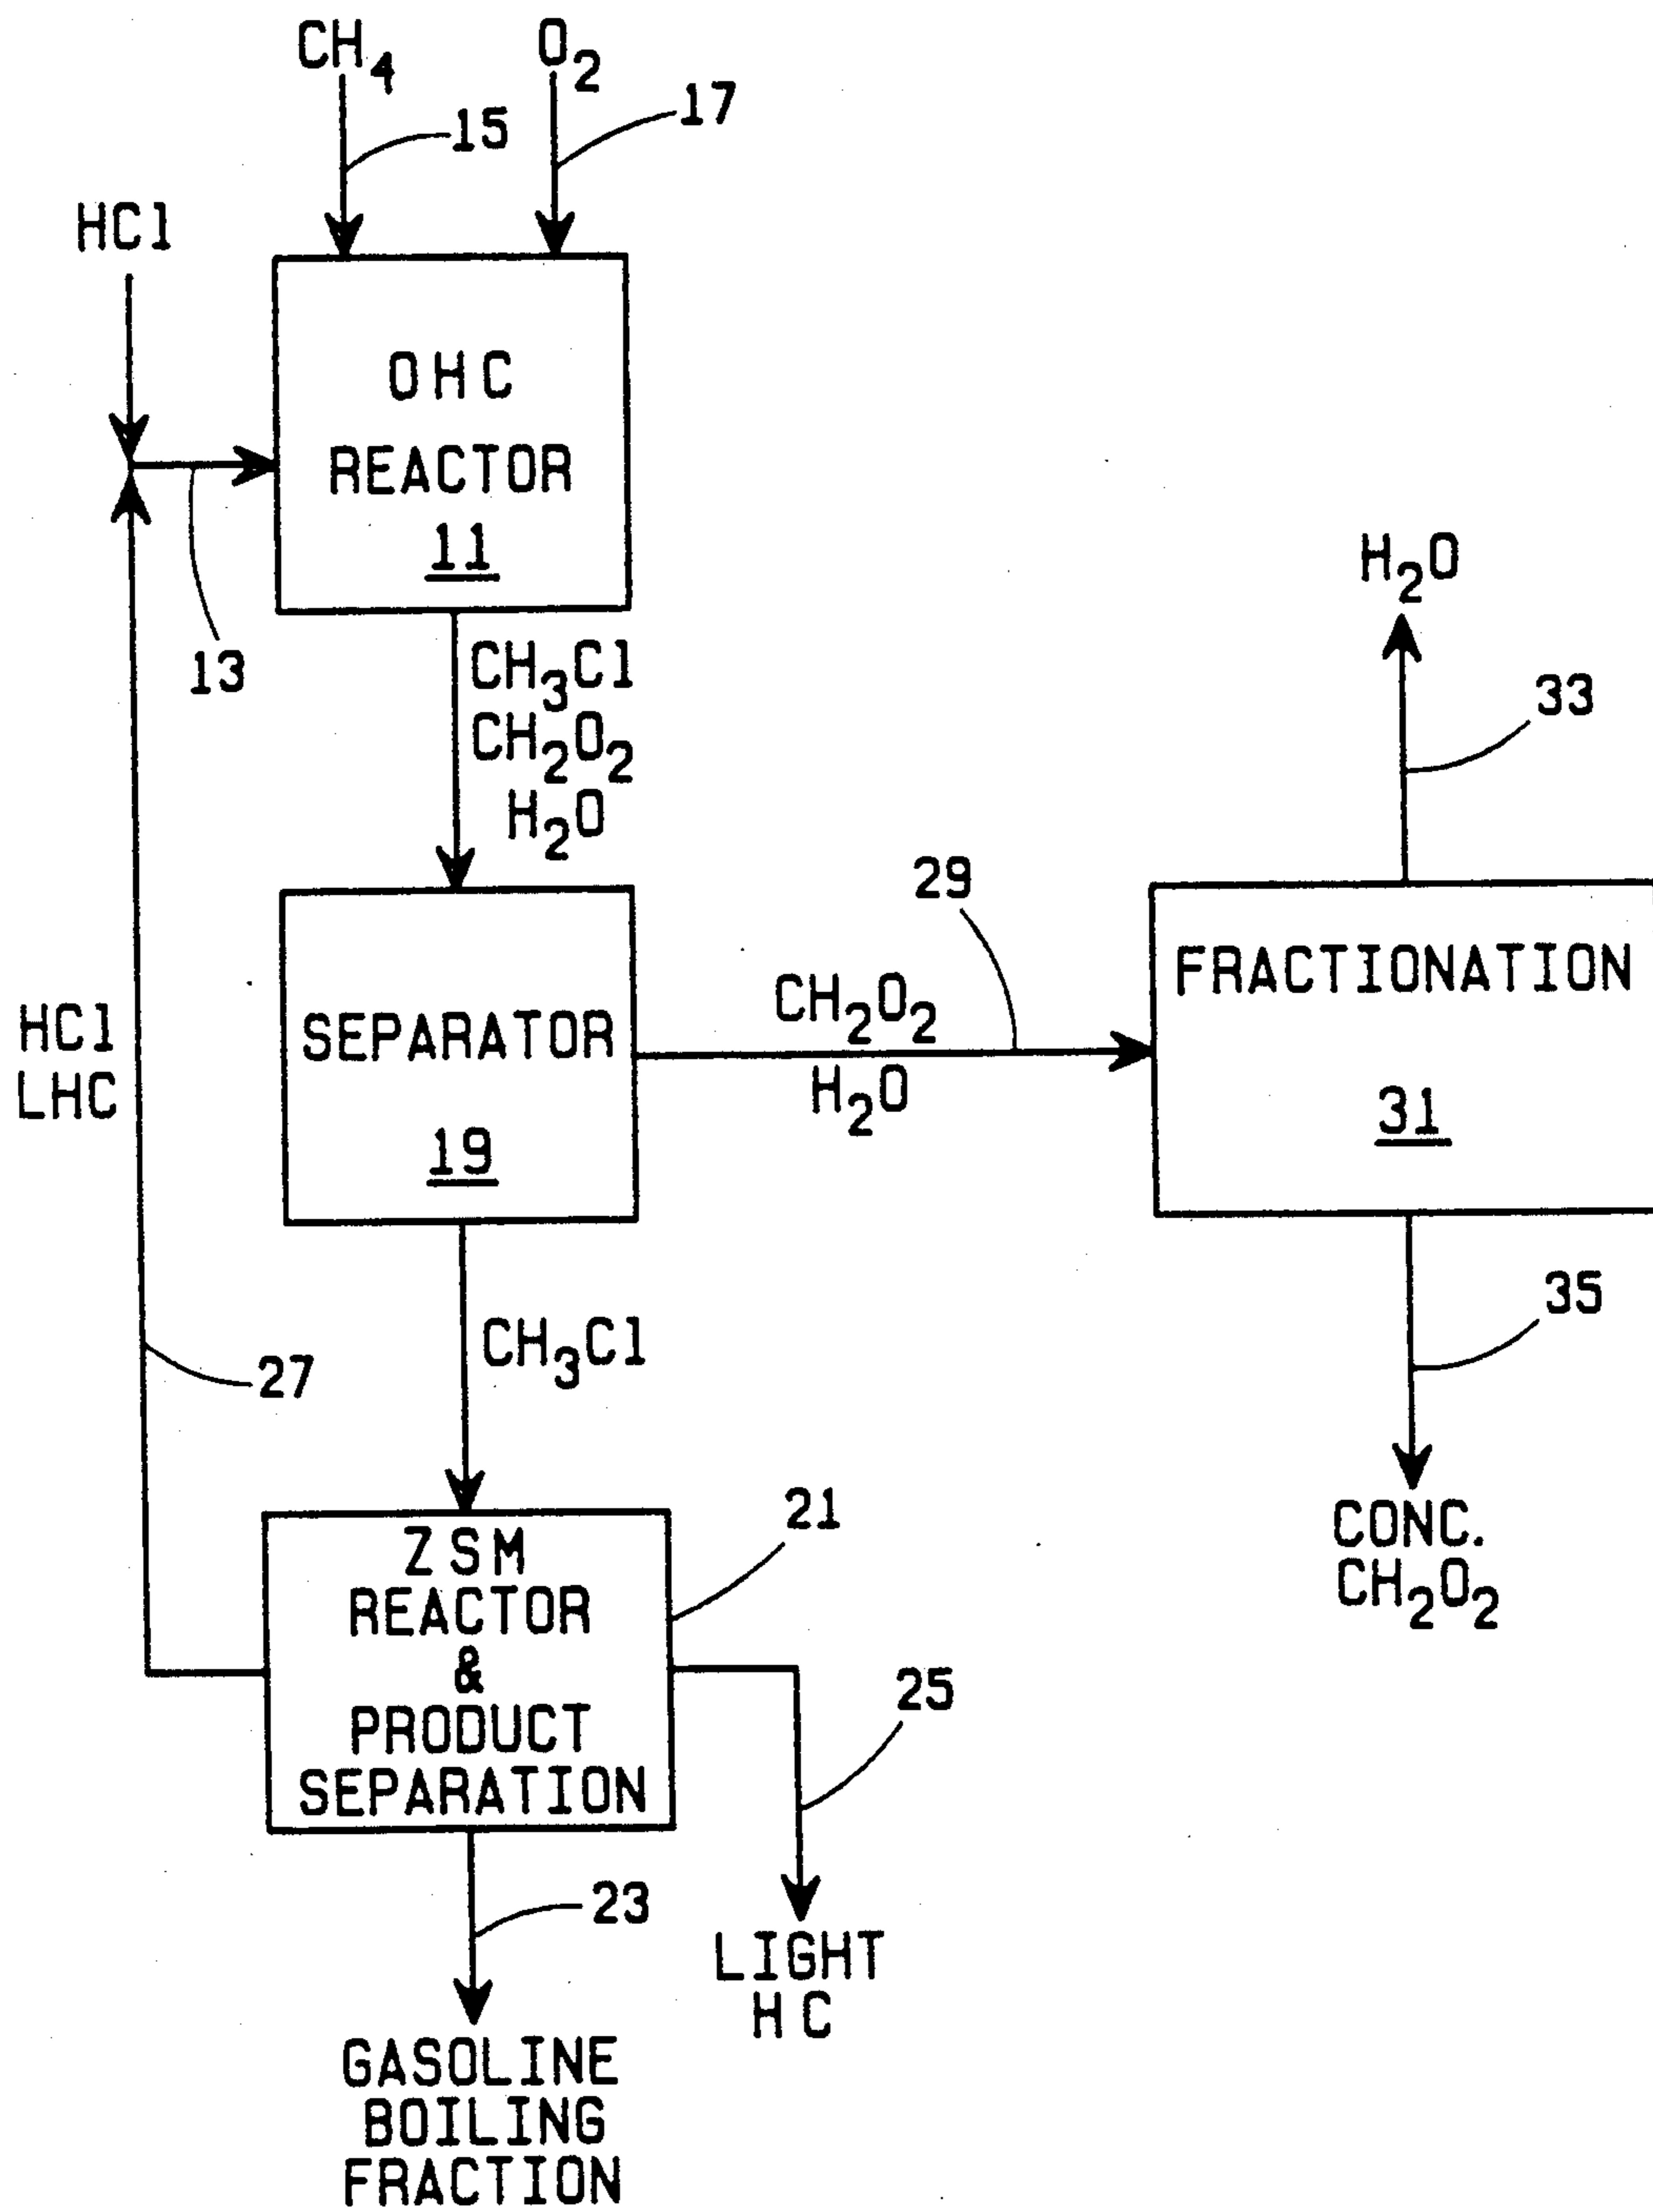 CH₄
O₂
15
17
HCl
OHC
REACTOR
11
13
CH₃Cl
CH₂O₂
H₂O
H₂O
33
29
SEPARATOR
19
CH₂O₂
H₂O
FRACTIONATION
31
HCl
LHC
27
CH₃Cl
35
CONC.
CH₂O₂
ZSM
REACTOR
&
PRODUCT
SEPARATION
21
25
23
LIGHT
HC
GASOLINE
BOILING
FRACTION